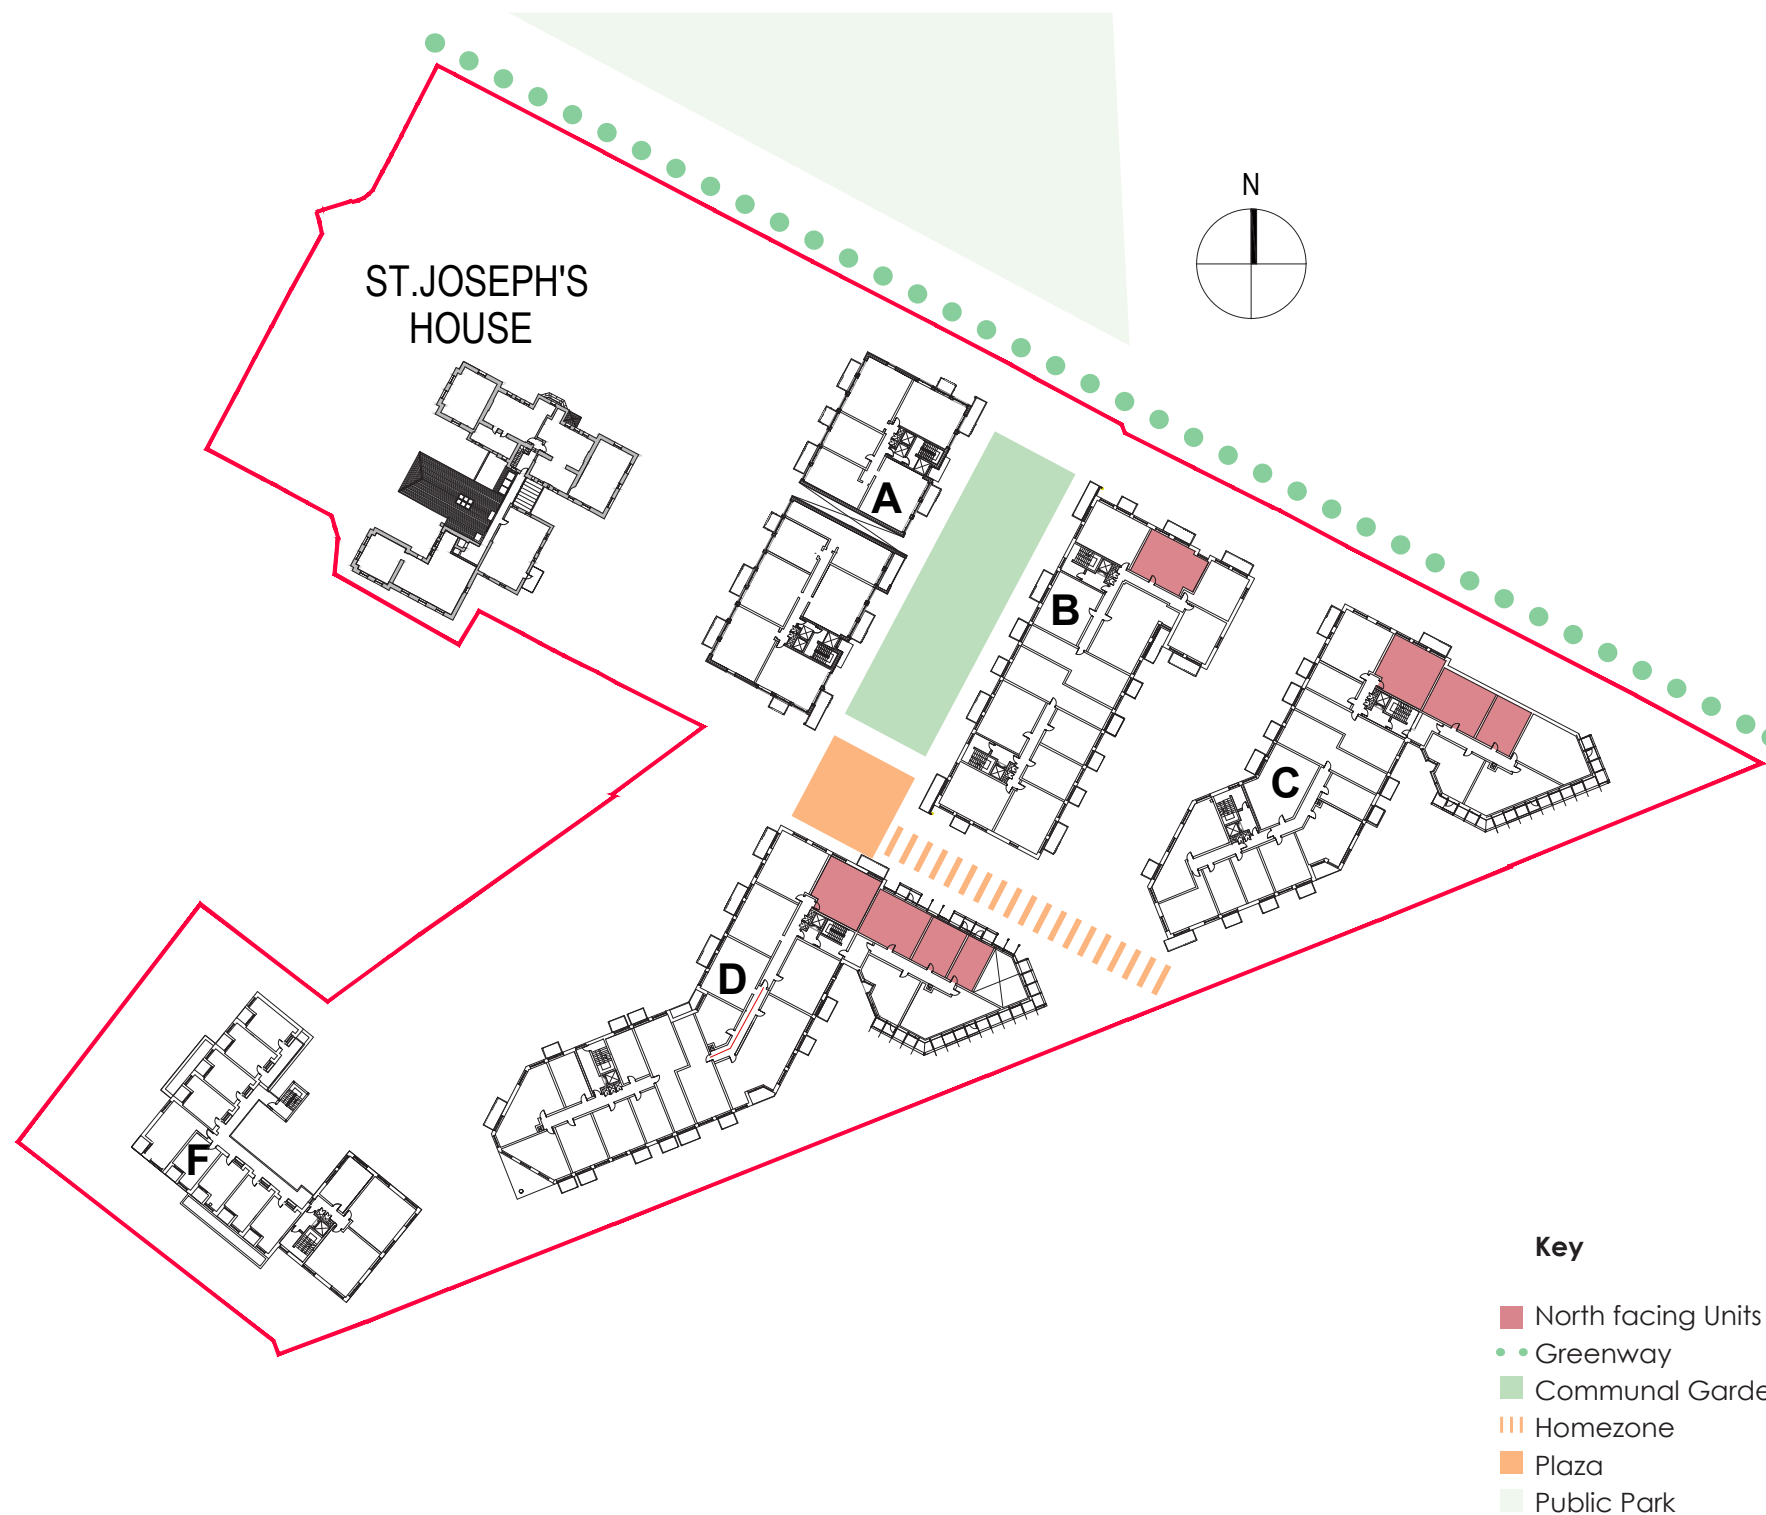 N
ST.JOSEPH'S
HOUSE
A
B
C
D
F
Key
North facing Units
Greenway
Communal Garde
Homezone
Plaza
Public Park